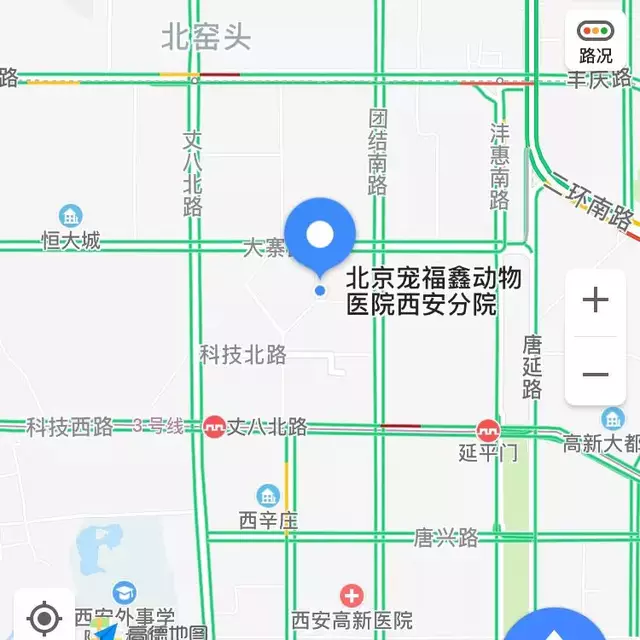 北窑头
路况
路
丰庆路
团结南路
丈八北路
沣惠南路
二环南路
恒大城
大寨
北京宠福鑫动物
医院西安分院
科技北路
唐延路
科技西路
3号线
丈八北路
延平门
高新大都
西辛庄
唐兴路
西安外事学
西安高新医院
高德地图